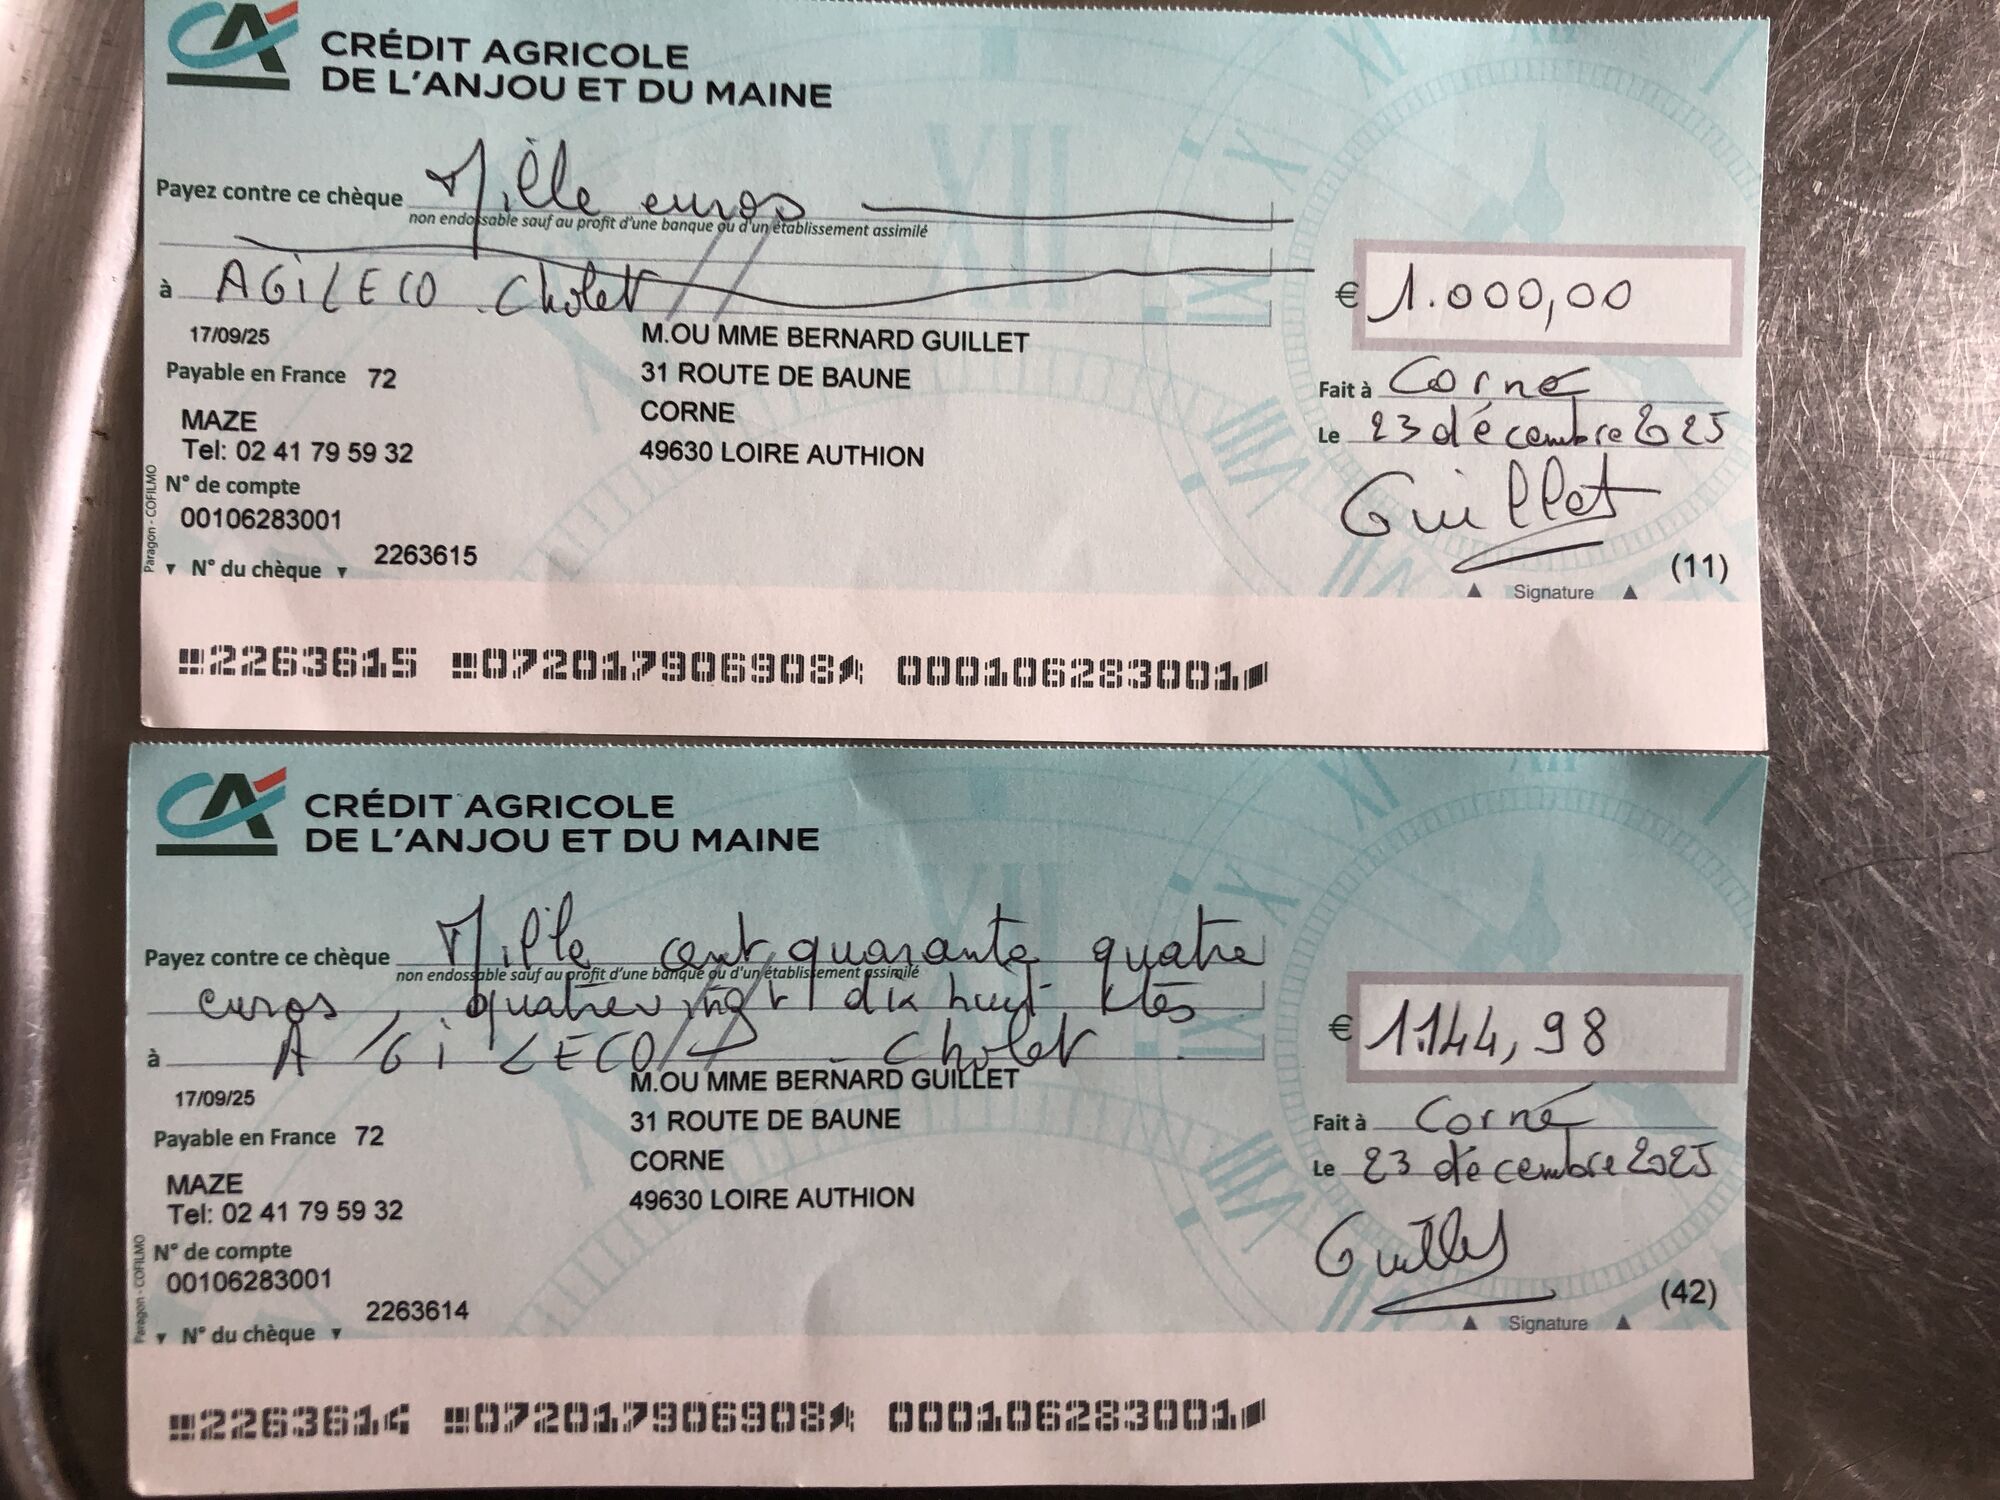 CRÉDIT AGRICOLE
DE L'ANJOU ET DU MAINE
Payez contre ce chèque Mille euros
non endossable sauf au profit d'une banque ou d'un établissement assimilé
à AGILECO Cholet
€ 1.000,00
17/09/25
M.OU MME BERNARD GUILLET
Payable en France 72
31 ROUTE DE BAUNE
Fait à Corné
MAZE
CORNE
Le 23 décembre 2025
Tel: 02 41 79 59 32
49630 LOIRE AUTHION
N° de compte
Guillet
00106283001
2263615
(11)
N° du chèque
Signature
Paragon - COFILMO
2263615 072017906908 000106283001
CRÉDIT AGRICOLE
DE L'ANJOU ET DU MAINE
Payez contre ce chèque Mille cent quarante quatre
non endossable sauf au profit d'une banque ou d'un établissement assimilé
euros, quatre vingt dix huit cts
à AGILECO - Cholet
€ 1.144,98
17/09/25
M.OU MME BERNARD GUILLET
Payable en France 72
31 ROUTE DE BAUNE
Fait à Corné
MAZE
CORNE
Le 23 décembre 2025
Tel: 02 41 79 59 32
49630 LOIRE AUTHION
N° de compte
Guillet
00106283001
2263614
(42)
N° du chèque
Signature
Paragon - COFILMO
2263614 072017906908 000106283001